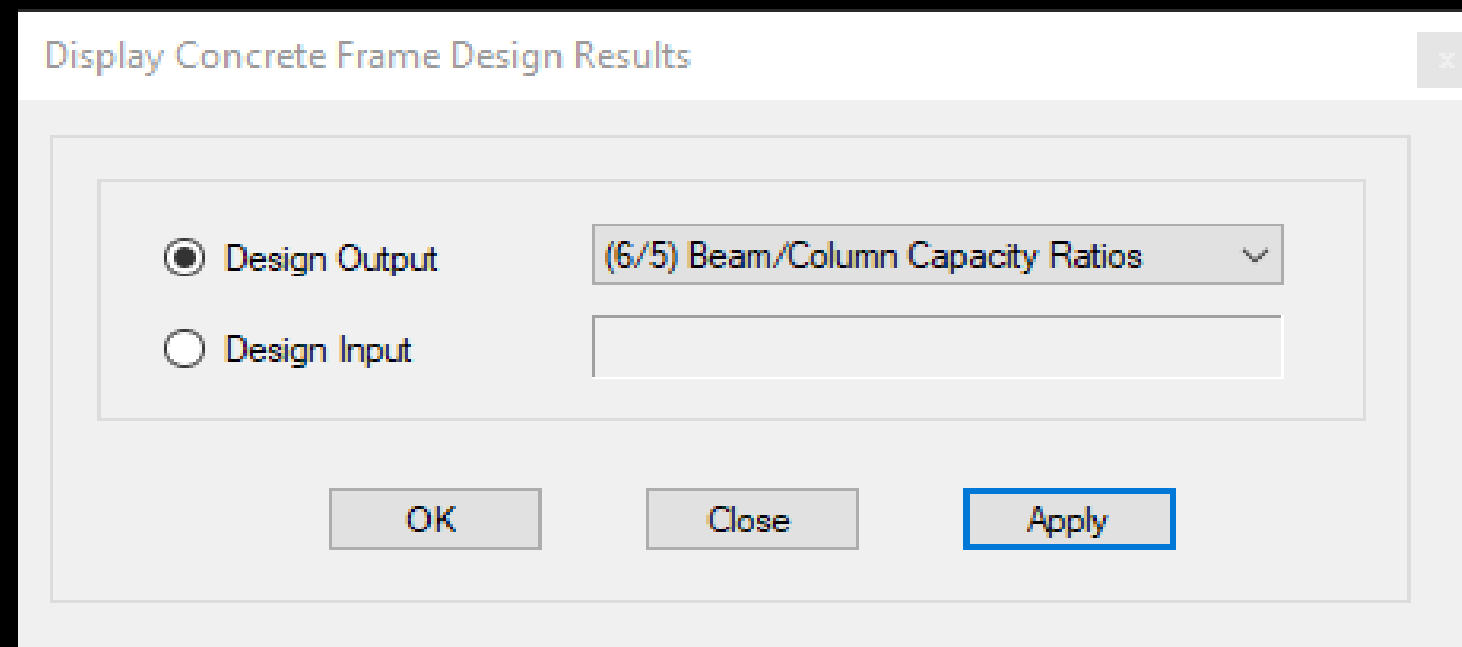 Display Concrete Frame Design Results
x
Design Output
(6/5) Beam/Column Capacity Ratios
Design Input
OK
Close
Apply